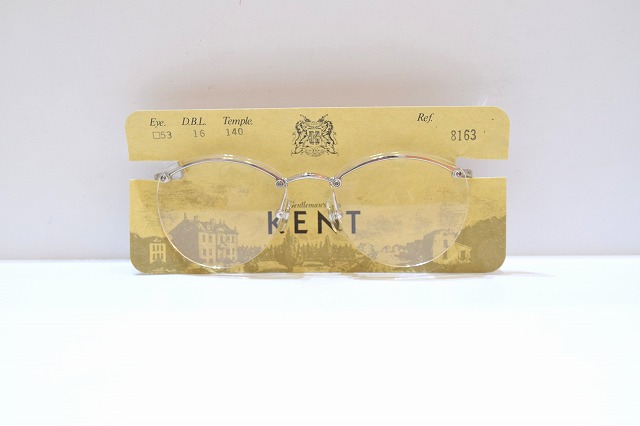 Eye. D.B.L. Temple. Ref.
□53 16 140 8163
Gentleman's
KENT